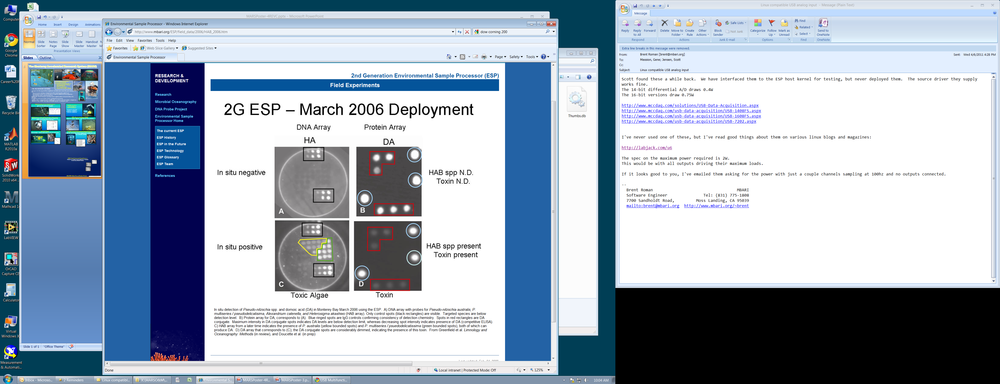 Computer
Google Chrome
Recycle Bin
MATLAB R2010a
SolidWorks 2010 x64 ...
Mathcad 14
LabVIEW
OrCAD Capture CIS
Calculator
Virtual Windows X
Measurement & Automati...
MARSPoster-4REVC.pptx - Microsoft PowerPoint
Home Insert Design Animations
Normal Slide Sorter Notes Page Slide Show Slide Master Handout Master
Presentation Views
Slides Outline
1
The Monterey Accelerated Research System (MARS)
Slide 1 of 1 "Office Theme"
Environmental Sample Processor - Windows Internet Explorer
http://www.mbari.org/ESP/field_data/2006/HAB_2006.htm
dow corning 200
File Edit View Favorites Tools Help
Favorites Web Slice Gallery Suggested Sites
Environmental Sample Processor
Page Safety Tools
RESEARCH & DEVELOPMENT
Research
Microbial Oceanography
DNA Probe Project
Environmental Sample Processor Home
The current ESP
ESP History
ESP in the Future
ESP Technology
ESP Glossary
ESP Team
References
2nd Generation Environmental Sample Processor (ESP)
Field Experiments
2G ESP – March 2006 Deployment
DNA Array Protein Array
HA DA
In situ negative
A
B
HAB spp N.D.
Toxin N.D.
In situ positive
C
D
HAB spp present
Toxin present
Toxic Algae Toxin
In situ detection of Pseudo-nitzschia spp. and domoic acid (DA) in Monterey Bay March 2006 using the ESP. A) DNA array with probes for Pseudo-nitzschia australis, P.
multiseries / pseudodelicatisima, Alexandrium catenella, and Heterosigma akashiwo (HAB array). Only control spots (black rectangles) are visible. Targeted species are below
detection level. B) Protein array for DA, corresponds to (A). Blue ringed spots are IgG controls confirming consistency of detection chemistry. Spots in red rectangles are DA
conjugate. Maximum intensity in DA conjugate spots indicates DA levels are below detection limit, whereas decreasing spot intensity indicates presence of DA (competitive ELISA).
C) HAB array from a later time indicates the presence of P. australis (yellow bounded spots) and P. multiseries / psuedodelicatissima (green bounded spots), both of which can
produce DA. D) DA array that corresponds to (C); the DA conjugate spots are considerably dimmed, indicating the presence of this toxin. From Greenfield et al. Limnology and
Oceanography: Methods (in review), and Doucette et al. (in prep)
Done Local intranet | Protected Mode: Off 125%
Thumbs.db
Linux compatible USB analog input - Message (Plain Text)
Message
Reply Reply to All Forward Delete Move to Folder Create Rule Other Actions Block Sender Safe Lists Not Junk Categorize Follow Up Mark as Unread Find Related Select Send to OneNote
Respond Actions Junk E-mail Options Find OneNote
Extra line breaks in this message were removed.
From: Brent Roman [brent@mbari.org] Sent: Wed 4/6/2011 4:28 PM
To: Massion, Gene; Jensen, Scott
Cc:
Subject: Linux compatible USB analog input
Scott found these a while back. We have interfaced them to the ESP host kernel for testing, but never deployed them. The source driver they supply
works fine.
The 14-bit differential A/D draws 0.4W
The 16-bit versions draw 0.75W
http://www.mccdaq.com/solutions/USB-Data-Acquisition.aspx
http://www.mccdaq.com/usb-data-acquisition/USB-1408FS.aspx
http://www.mccdaq.com/usb-data-acquisition/USB-1608FS.aspx
http://www.mccdaq.com/usb-data-acquisition/USB-7202.aspx
I've never used one of these, but I've read good things about them on various linux blogs and magazines:
http://labjack.com/u6
The spec on the maximum power required is 2W.
This would be with all outputs driving their maximum loads.
If it looks good to you, I've emailed them asking for the power with just a couple channels sampling at 100hz and no outputs connected.
--
Brent Roman MBARI
Software Engineer Tel: (831) 775-1808
7700 Sandholdt Road, Moss Landing, CA 95039
mailto:brent@mbari.org http://www.mbari.org/~brent
Inbox - Microso... 2 Reminders Linux compatibl... X:\MARSO&M\... Environmental S... MARSPoster-4R... MARSPoster-3.p... USB Multifuncti... 10:04 AM